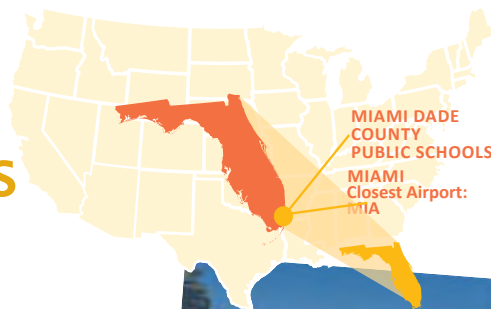 S
MIAMI DADE
COUNTY
PUBLIC SCHOOLS
MIAMI
Closest Airport:
MIA